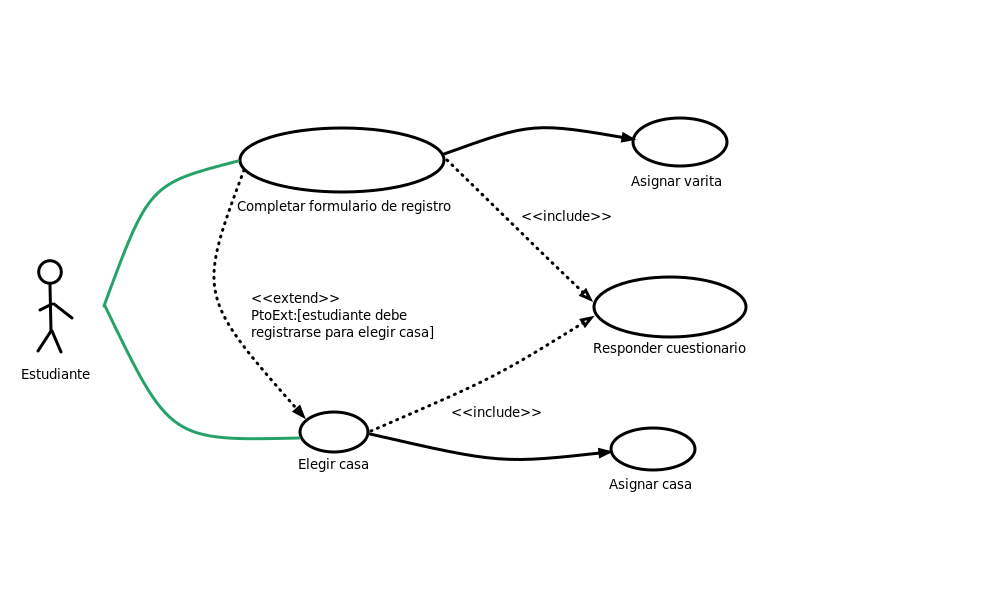 Asignar varita
Completar formulario de registro
<<include>>
<<extend>>
PtoExt:[estudiante debe
registrarse para elegir casa]
Responder cuestionario
Estudiante
<<include>>
Elegir casa
Asignar casa